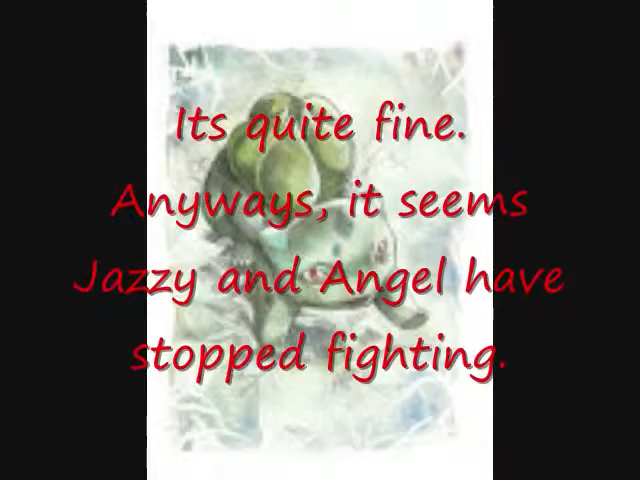 Its quite fine.
Anyways, it seems
Jazzy and Angel have
stopped fighting.